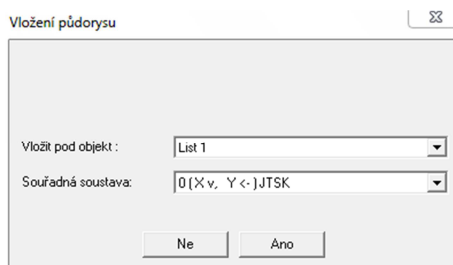 Vložení půdorysu
Vložit pod objekt : List 1
Souřadná soustava: 0 (X v, Y <-) JTSK
Ne Ano